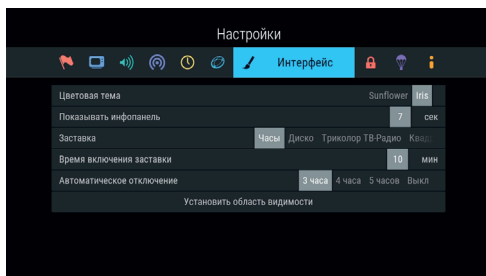 Настройки
Интерфейс
Цветовая тема Sunflower Iris
Показывать инфопанель 7 сек
Заставка Часы Диско Триколор ТВ-Радио Квад
Время включения заставки 10 мин
Автоматическое отключение 3 часа 4 часа 5 часов Выкл
Установить область видимости